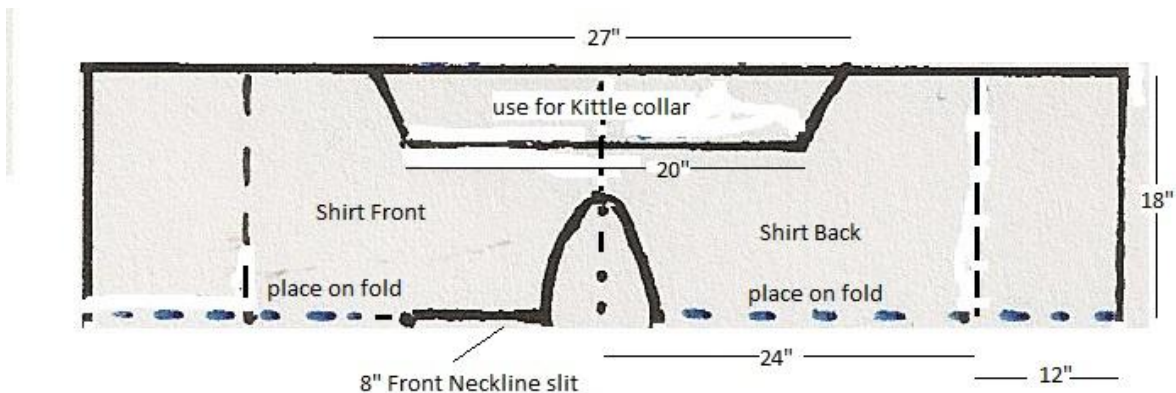 27"
use for Kittle collar
20"
18"
Shirt Front
Shirt Back
place on fold
place on fold
24"
12"
8" Front Neckline slit